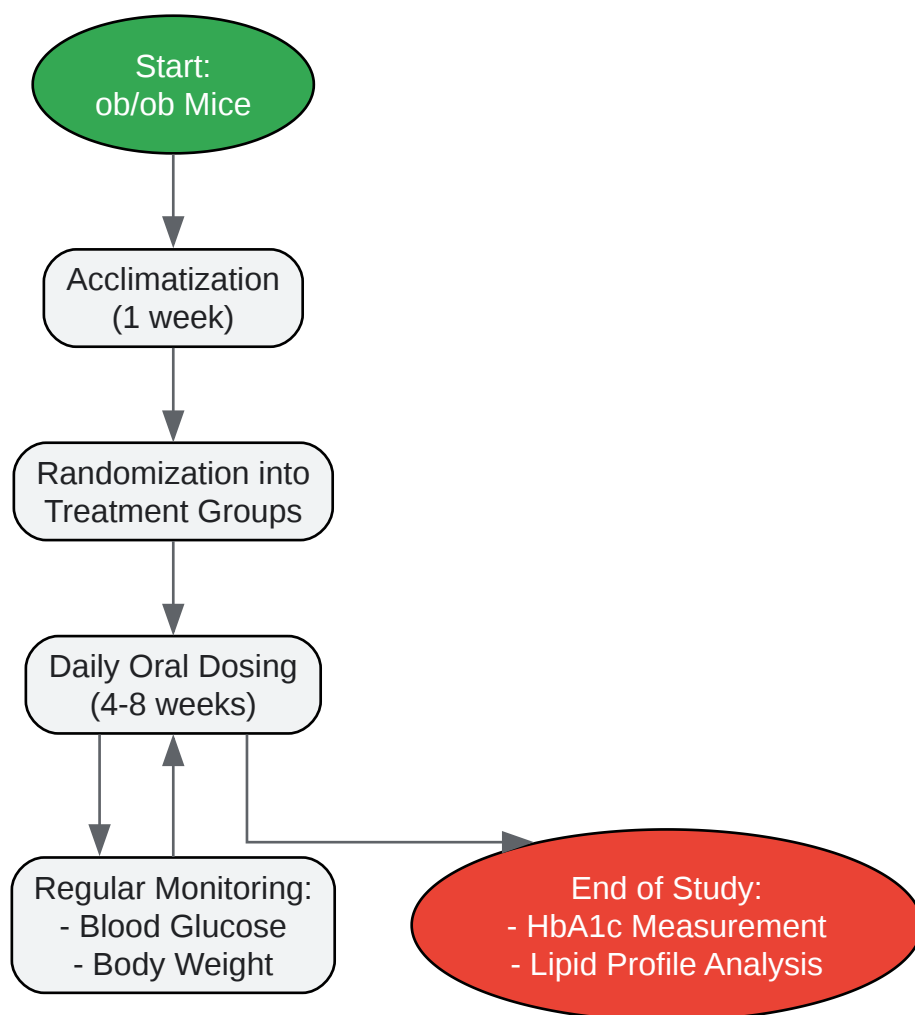 Start:
ob/ob Mice
Acclimatization
(1 week)
Randomization into
Treatment Groups
Daily Oral Dosing
(4-8 weeks)
Regular Monitoring:
- Blood Glucose
- Body Weight
End of Study:
- HbA1c Measurement
- Lipid Profile Analysis